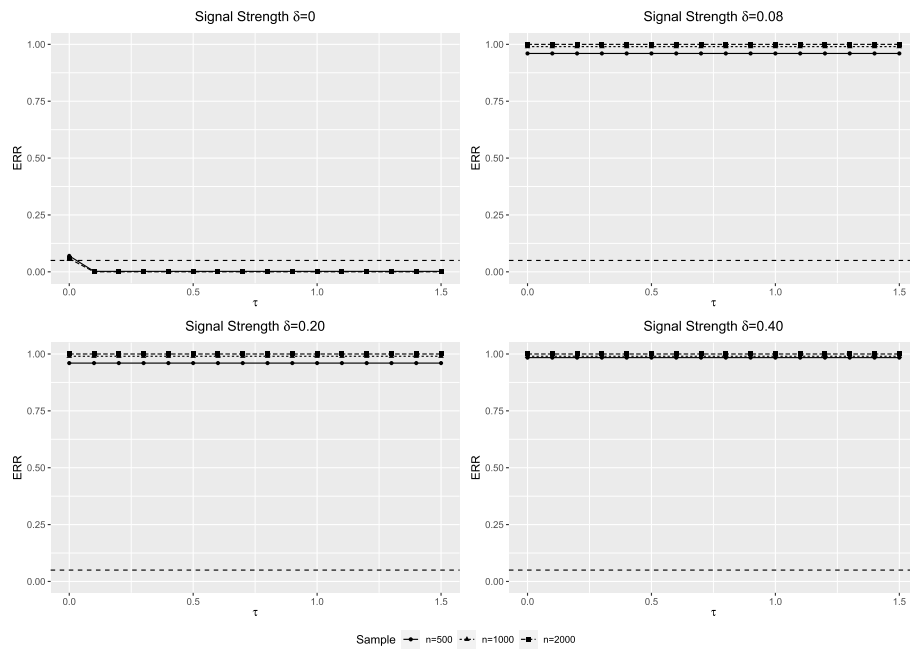 Signal Strength δ=0
1.00
0.75
0.50
0.25
0.00
ERR
0.0 0.5 1.0 1.5
τ
Signal Strength δ=0.08
1.00
0.75
0.50
0.25
0.00
ERR
0.0 0.5 1.0 1.5
τ
Signal Strength δ=0.20
1.00
0.75
0.50
0.25
0.00
ERR
0.0 0.5 1.0 1.5
τ
Signal Strength δ=0.40
1.00
0.75
0.50
0.25
0.00
ERR
0.0 0.5 1.0 1.5
τ
Sample n=500 n=1000 n=2000